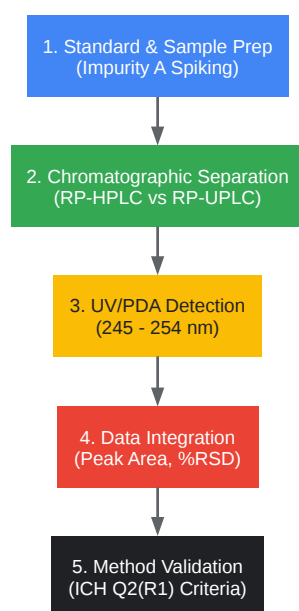 1. Standard & Sample Prep
(Impurity A Spiking)
2. Chromatographic Separation
(RP-HPLC vs RP-UPLC)
3. UV/PDA Detection
(245 - 254 nm)
4. Data Integration
(Peak Area, %RSD)
5. Method Validation
(ICH Q2(R1) Criteria)